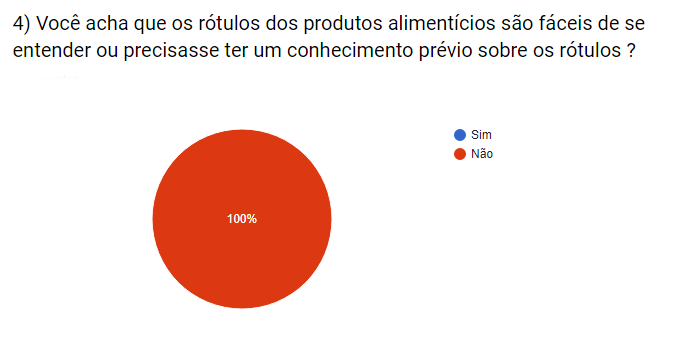 4) Você acha que os rótulos dos produtos alimentícios são fáceis de se
entender ou precisasse ter um conhecimento prévio sobre os rótulos ?
Sim
Não
100%